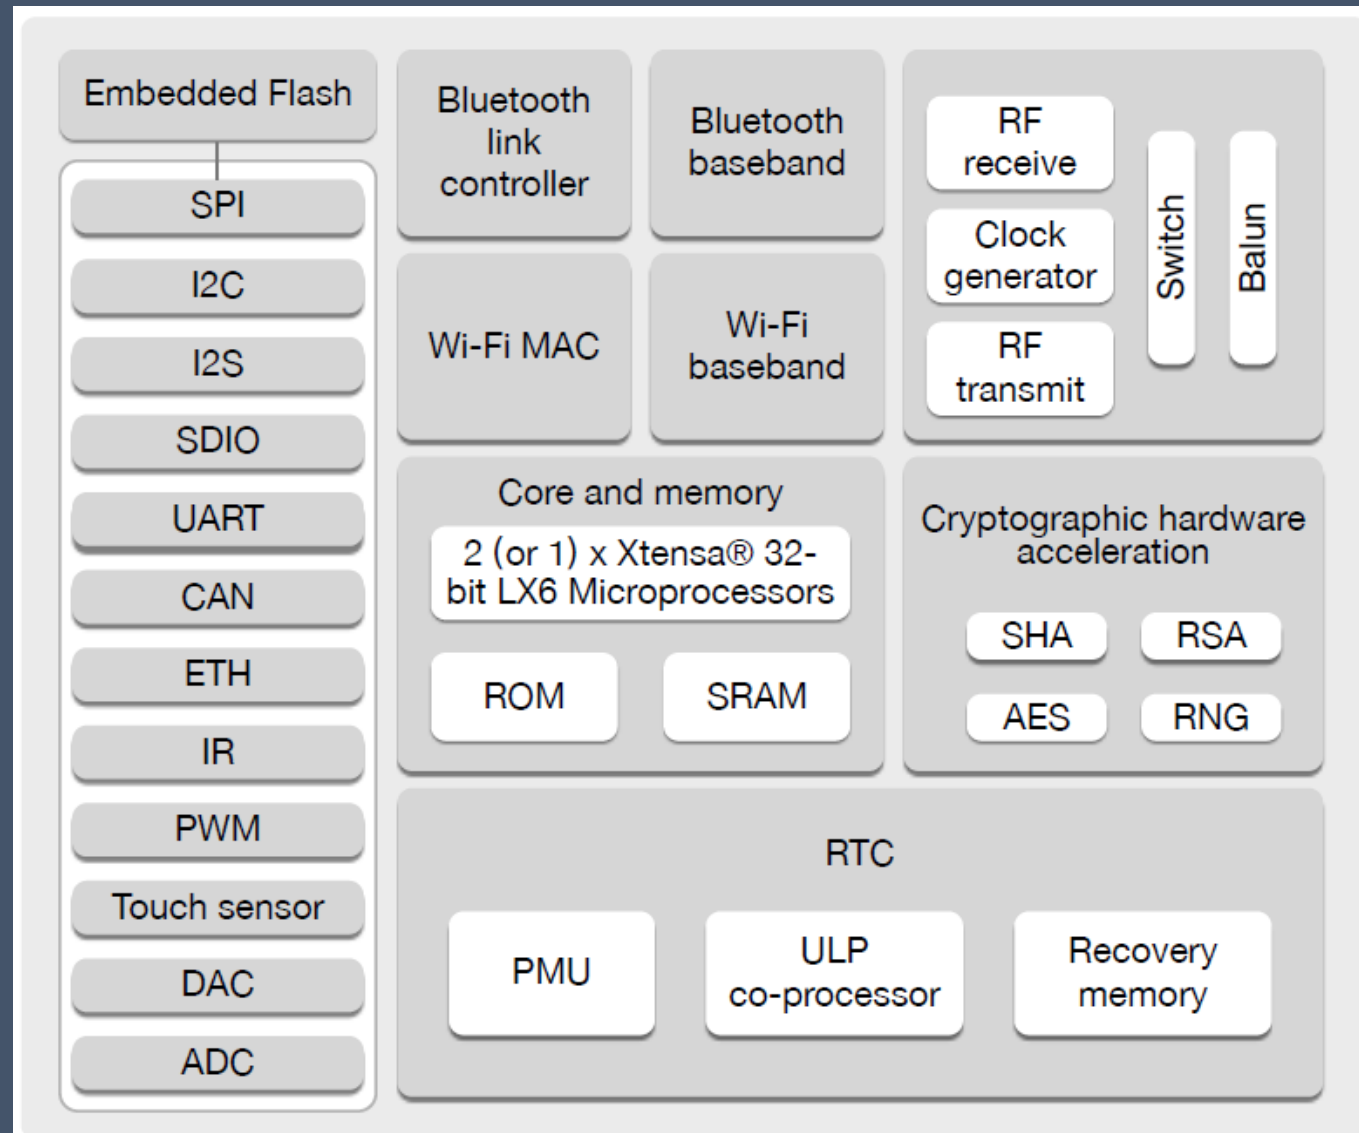 Embedded Flash
SPI
I2C
I2S
SDIO
UART
CAN
ETH
IR
PWM
Touch sensor
DAC
ADC
Bluetooth
link
controller
Bluetooth
baseband
Wi-Fi MAC
Wi-Fi
baseband
RF
receive
Clock
generator
RF
transmit
Switch
Balun
Core and memory
2 (or 1) x Xtensa® 32-
bit LX6 Microprocessors
ROM
SRAM
Cryptographic hardware
acceleration
SHA
RSA
AES
RNG
RTC
PMU
ULP
co-processor
Recovery
memory